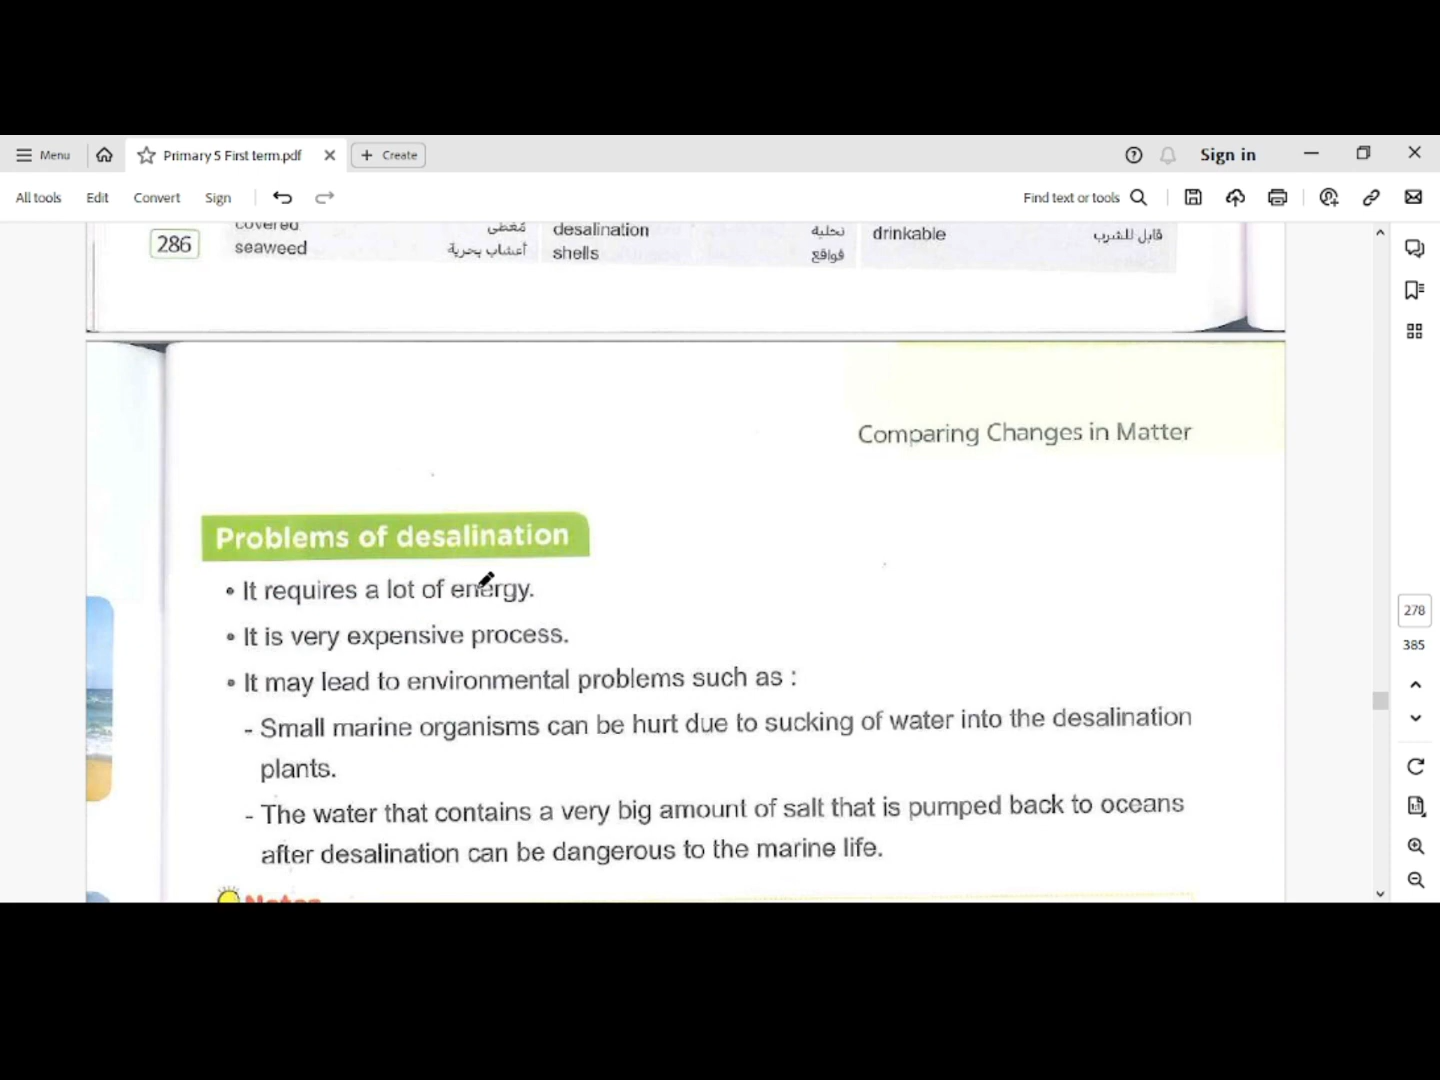 Menu
Primary 5 First term.pdf
Create
Sign in
All tools
Edit
Convert
Sign
Find text or tools
286
covered مُغطى desalination تحلية drinkable قابل للشرب
seaweed أعشاب بحرية shells قواقع
Comparing Changes in Matter
Problems of desalination
• It requires a lot of energy.
• It is very expensive process.
• It may lead to environmental problems such as :
- Small marine organisms can be hurt due to sucking of water into the desalination
plants.
- The water that contains a very big amount of salt that is pumped back to oceans
after desalination can be dangerous to the marine life.
Notes
278
385